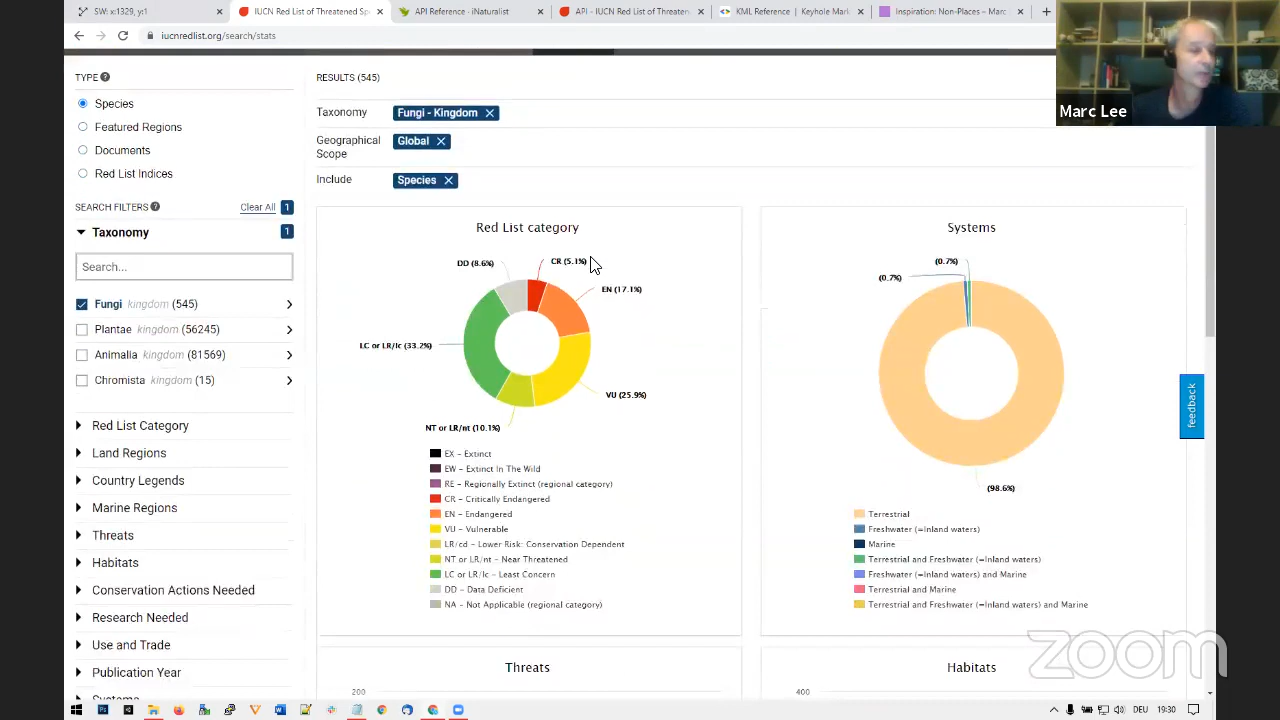 SW: x:1329, y:1
IUCN Red List of Threatened Sp
API Reference · iNaturalist
API - IUCN Red List of Threaten
KML Reference | Keyhole Mark
Inspiration: Non-Places – Marc
iucnredlist.org/search/stats
Marc Lee
TYPE
Species
Featured Regions
Documents
Red List Indices
SEARCH FILTERS
Clear All
1
Taxonomy
1
Search...
Fungi kingdom (545)
Plantae kingdom (56245)
Animalia kingdom (81569)
Chromista kingdom (15)
Red List Category
Land Regions
Country Legends
Marine Regions
Threats
Habitats
Conservation Actions Needed
Research Needed
Use and Trade
Publication Year
Systems
RESULTS (545)
Taxonomy
Fungi - Kingdom
Geographical
Scope
Global
Include
Species
Red List category
DD (8.6%)
CR (5.1%)
EN (17.1%)
LC or LR/lc (33.2%)
VU (25.9%)
NT or LR/nt (10.1%)
EX – Extinct
EW – Extinct In The Wild
RE – Regionally Extinct (regional category)
CR – Critically Endangered
EN – Endangered
VU – Vulnerable
LR/cd – Lower Risk: Conservation Dependent
NT or LR/nt – Near Threatened
LC or LR/lc – Least Concern
DD – Data Deficient
NA – Not Applicable (regional category)
Systems
(0.7%)
(0.7%)
(98.6%)
Terrestrial
Freshwater (=Inland waters)
Marine
Terrestrial and Freshwater (=Inland waters)
Freshwater (=Inland waters) and Marine
Terrestrial and Marine
Terrestrial and Freshwater (=Inland waters) and Marine
feedback
Threats
200
Habitats
400
zoom
DEU
19:30